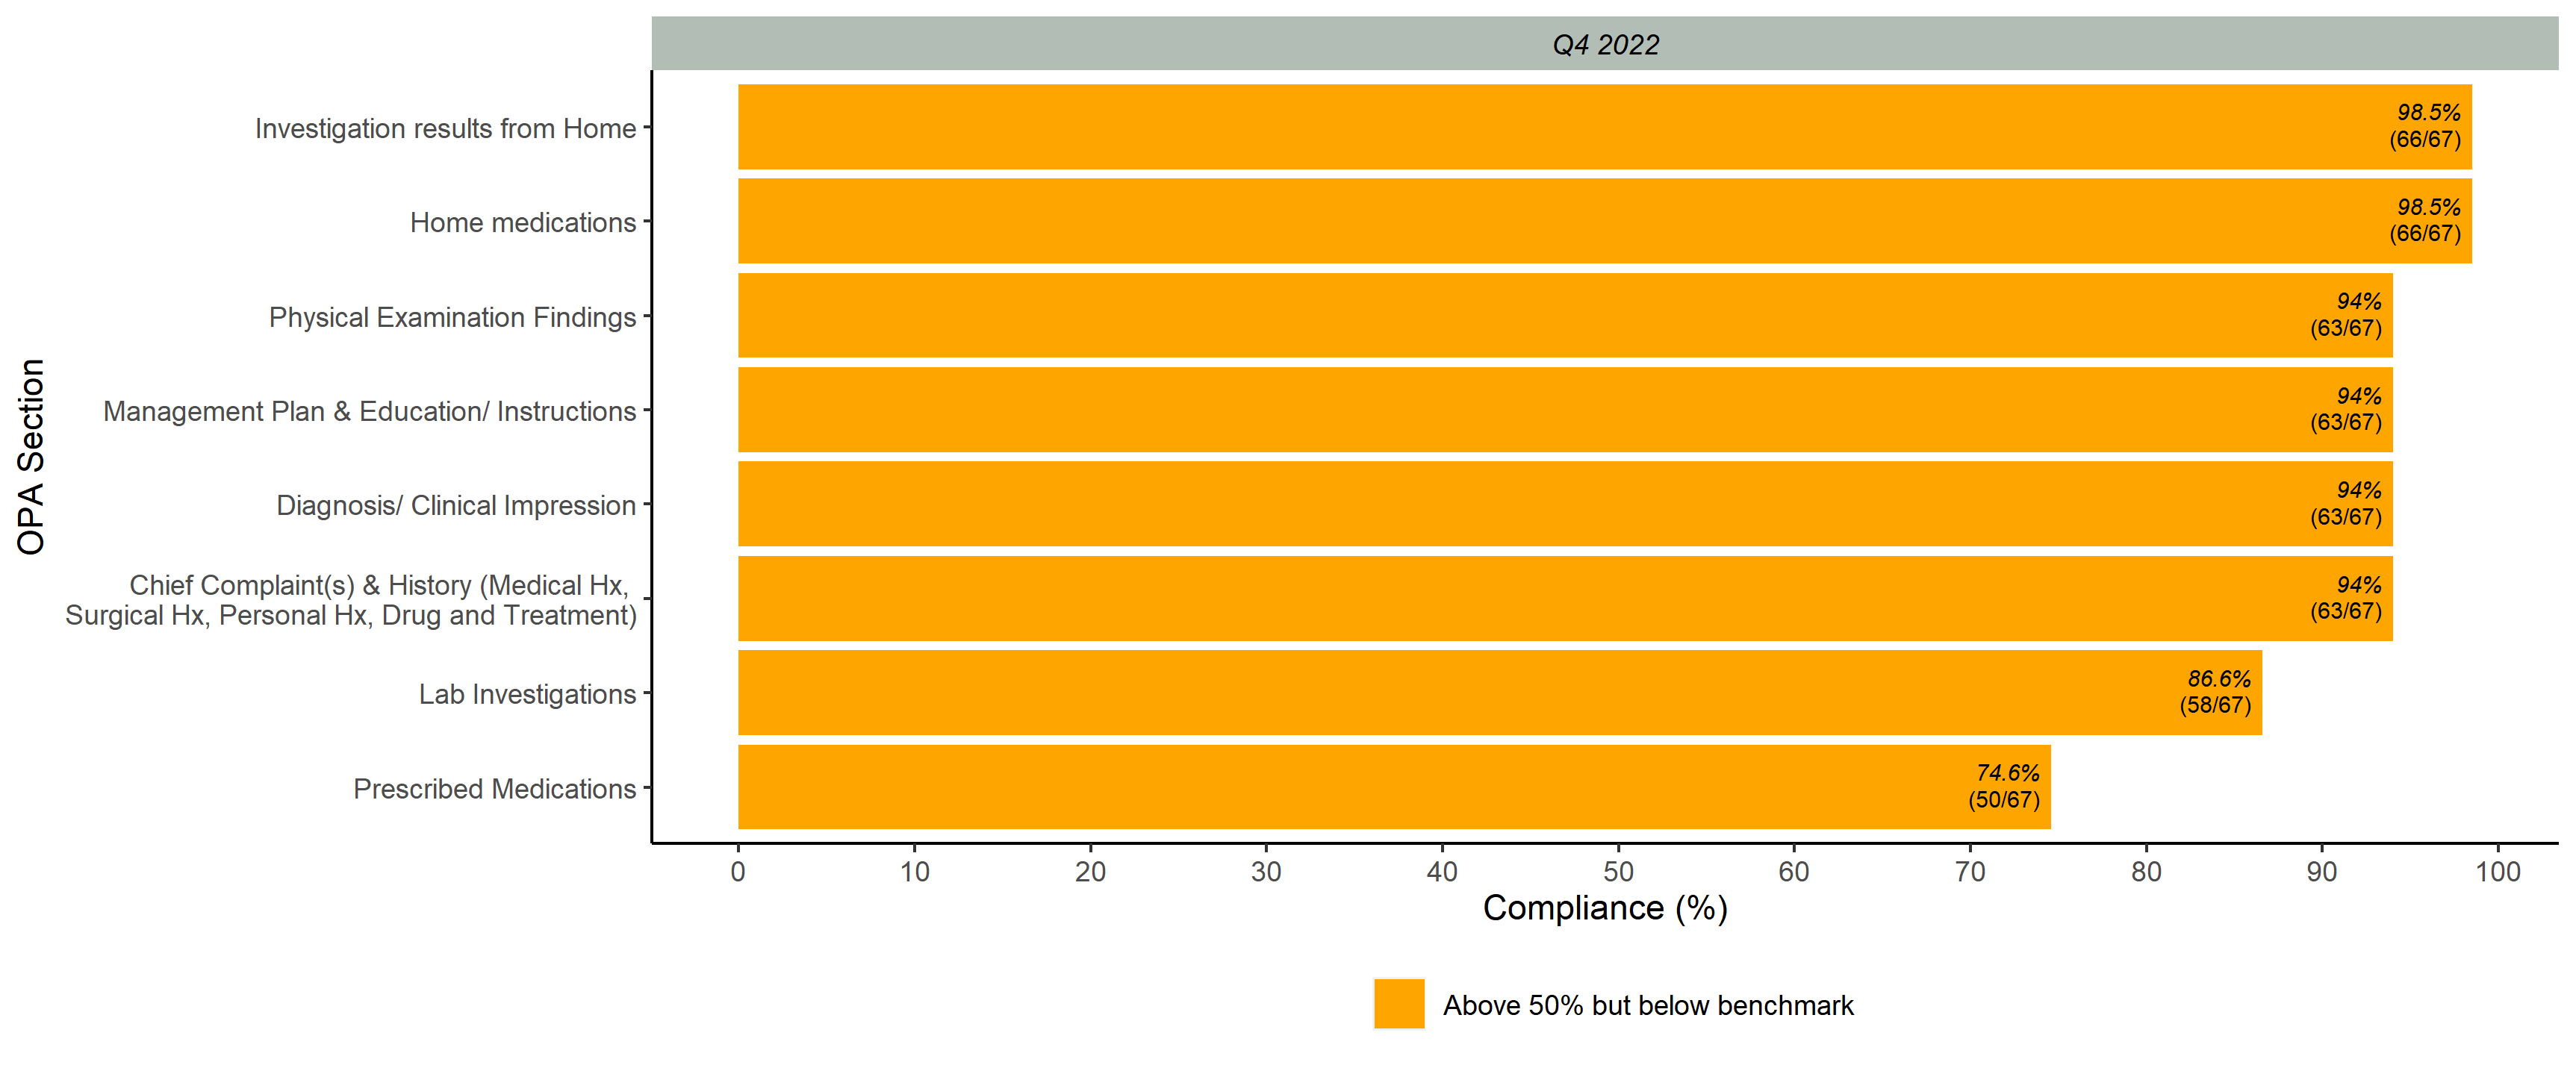 Q4 2022
OPA Section
Investigation results from Home
98.5%
(66/67)
Home medications
98.5%
(66/67)
Physical Examination Findings
94%
(63/67)
Management Plan & Education/ Instructions
94%
(63/67)
Diagnosis/ Clinical Impression
94%
(63/67)
Chief Complaint(s) & History (Medical Hx,
Surgical Hx, Personal Hx, Drug and Treatment)
94%
(63/67)
Lab Investigations
86.6%
(58/67)
Prescribed Medications
74.6%
(50/67)
0 10 20 30 40 50 60 70 80 90 100
Compliance (%)
Above 50% but below benchmark